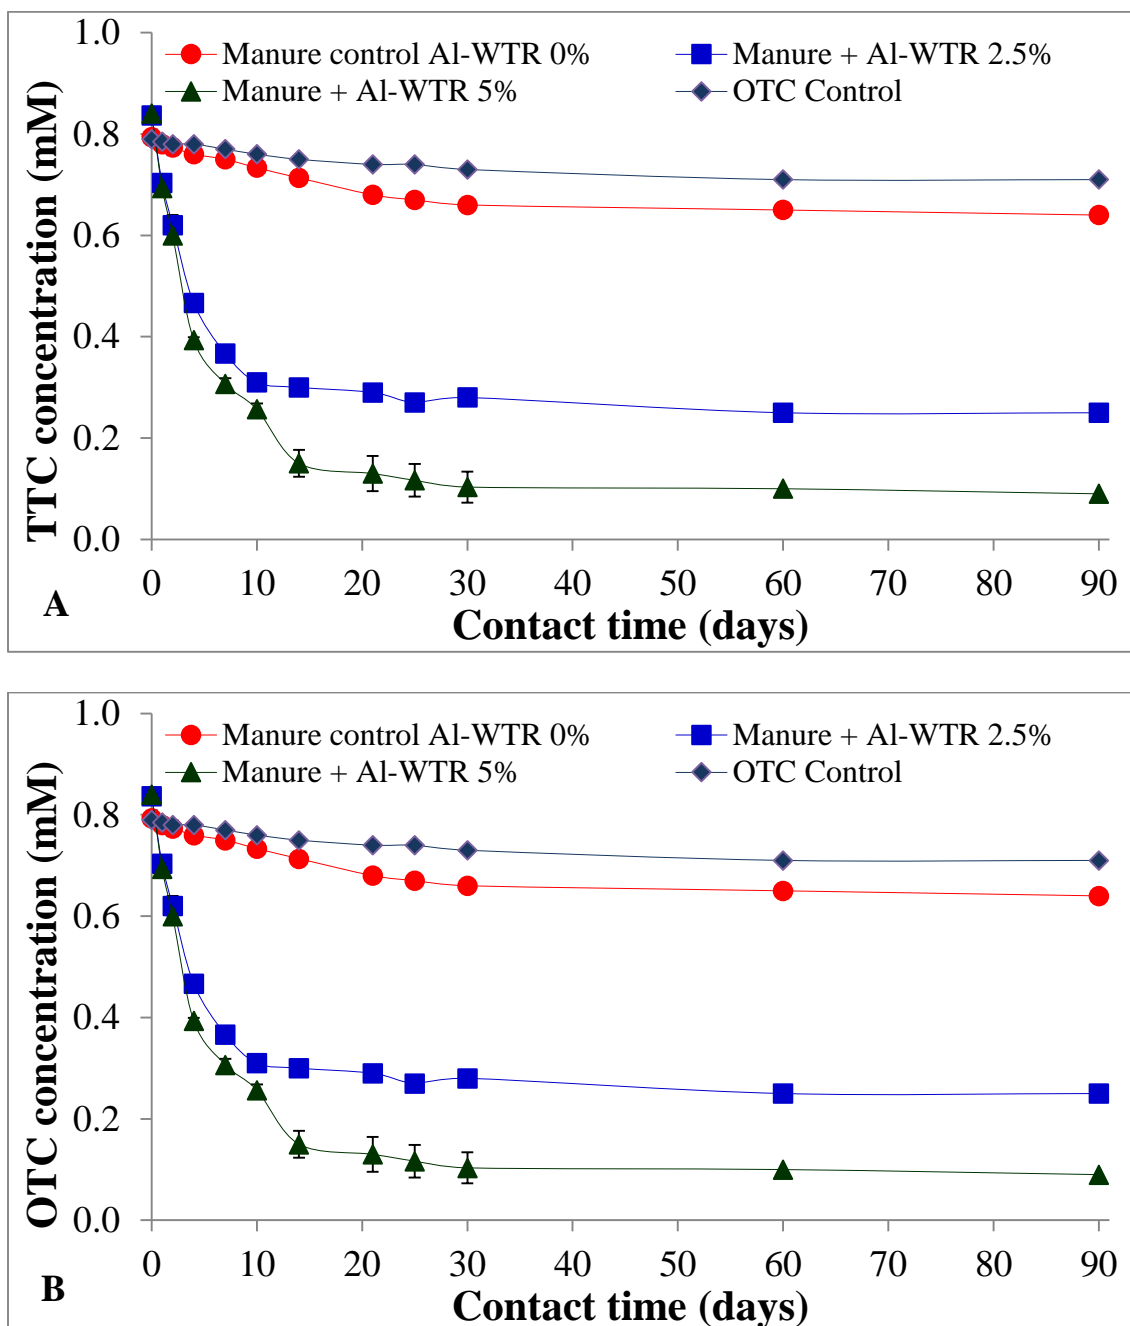 1.0
Manure control Al-WTR 0%
Manure + Al-WTR 2.5%
Manure + Al-WTR 5%
OTC Control
0.8
0.6
0.4
0.2
0.0
TTC concentration (mM)
0 10 20 30 40 50 60 70 80 90
A
Contact time (days)
1.0
Manure control Al-WTR 0%
Manure + Al-WTR 2.5%
Manure + Al-WTR 5%
OTC Control
0.8
0.6
0.4
0.2
0.0
OTC concentration (mM)
0 10 20 30 40 50 60 70 80 90
B
Contact time (days)